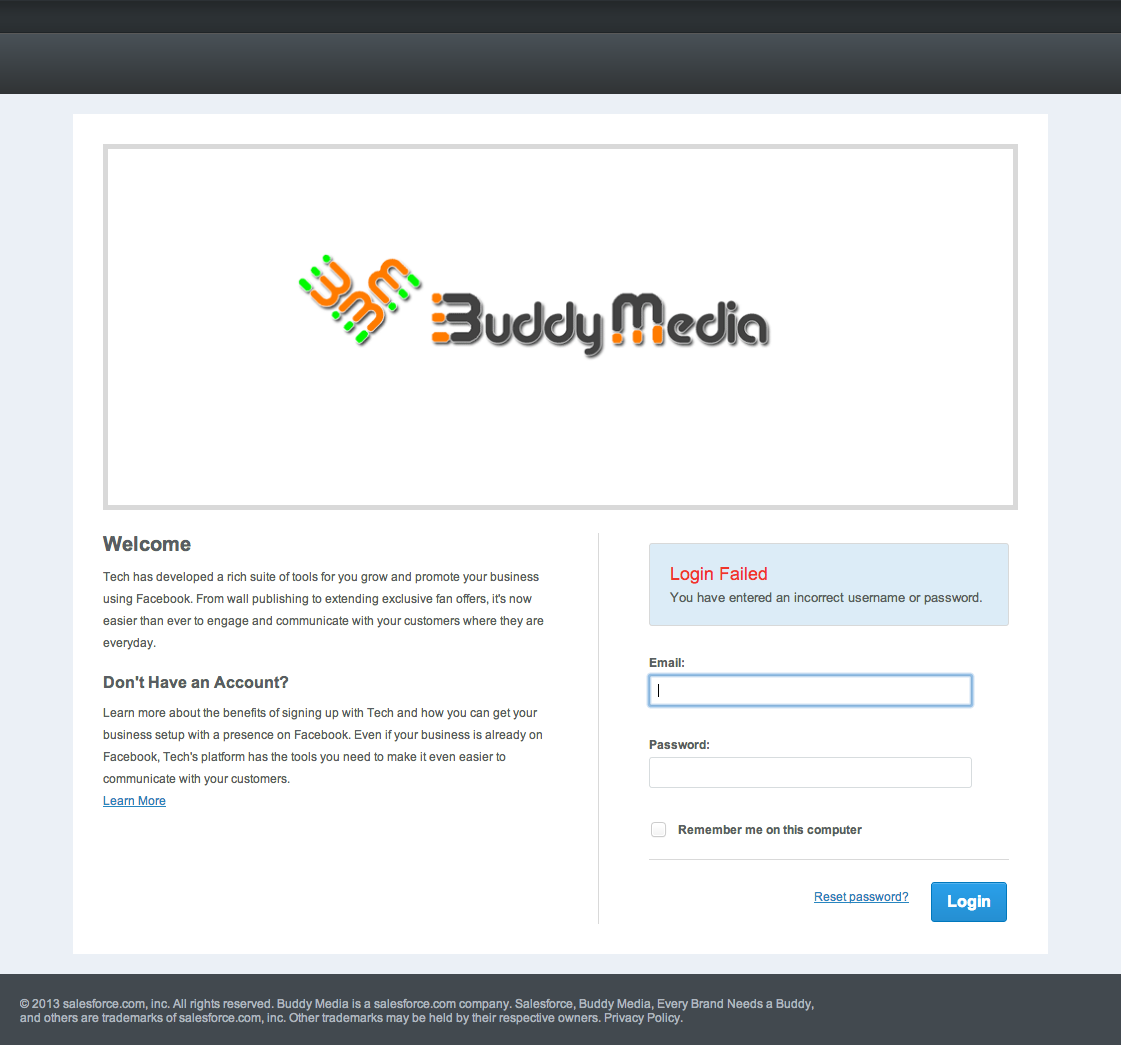 Buddy Media
Welcome
Tech has developed a rich suite of tools for you grow and promote your business
using Facebook. From wall publishing to extending exclusive fan offers, it's now
easier than ever to engage and communicate with your customers where they are
everyday.
Don't Have an Account?
Learn more about the benefits of signing up with Tech and how you can get your
business setup with a presence on Facebook. Even if your business is already on
Facebook, Tech's platform has the tools you need to make it even easier to
communicate with your customers.
Learn More
Login Failed
You have entered an incorrect username or password.
Email:
Password:
Remember me on this computer
Reset password?
Login
© 2013 salesforce.com, inc. All rights reserved. Buddy Media is a salesforce.com company. Salesforce, Buddy Media, Every Brand Needs a Buddy,
and others are trademarks of salesforce.com, inc. Other trademarks may be held by their respective owners. Privacy Policy.